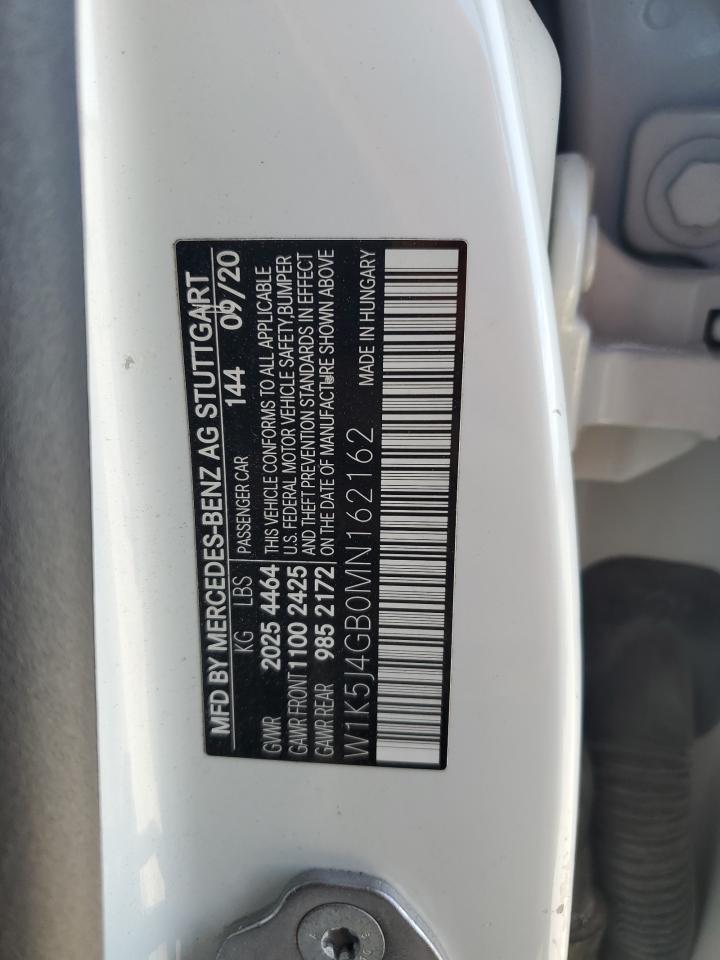 MFD BY MERCEDES-BENZ AG STUTTGART
KG LBS 144 09/20
PASSENGER CAR
GVWR 2025 4464 THIS VEHICLE CONFORMS TO ALL APPLICABLE
GAWR FRONT 1100 2425 U.S. FEDERAL MOTOR VEHICLE SAFETY, BUMPER
AND THEFT PREVENTION STANDARDS IN EFFECT
GAWR REAR 985 2172 ON THE DATE OF MANUFACTURE SHOWN ABOVE
W1K5J4GB0MN162162 MADE IN HUNGARY